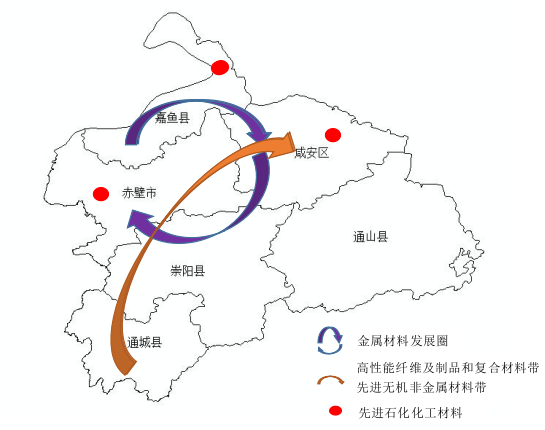 嘉鱼县
咸安区
赤壁市
通山县
崇阳县
通城县
金属材料发展圈
高性能纤维及制品和复合材料带
先进无机非金属材料带
先进石化化工材料